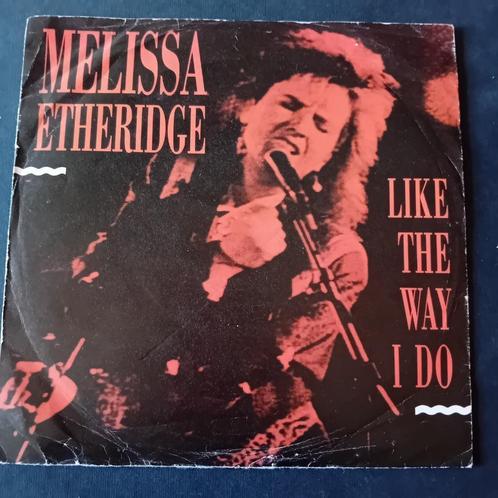 MELISSA
ETHERIDGE
LIKE
THE
WAY
I DO